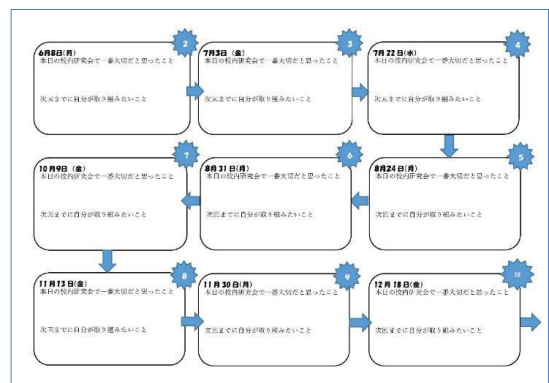 2
6月8日(月)
本日の校内研究会で一番大切だと思ったこと
次回までに自分が取り組みたいこと
3
7月3日（金）
本日の校内研究会で一番大切だと思ったこと
次回までに自分が取り組みたいこと
4
7月22日(水)
本日の校内研究会で一番大切だと思ったこと
次回までに自分が取り組みたいこと
5
8月24日(月)
本日の校内研究会で一番大切だと思ったこと
次回までに自分が取り組みたいこと
6
8月31日(月)
本日の校内研究会で一番大切だと思ったこと
次回までに自分が取り組みたいこと
7
10月9日（金）
本日の校内研究会で一番大切だと思ったこと
次回までに自分が取り組みたいこと
8
11月13日(金)
本日の校内研究会で一番大切だと思ったこと
次回までに自分が取り組みたいこと
9
11月30日(月)
本日の校内研究会で一番大切だと思ったこと
次回までに自分が取り組みたいこと
10
12月18日(金)
本日の校内研究会で一番大切だと思ったこと
次回までに自分が取り組みたいこと